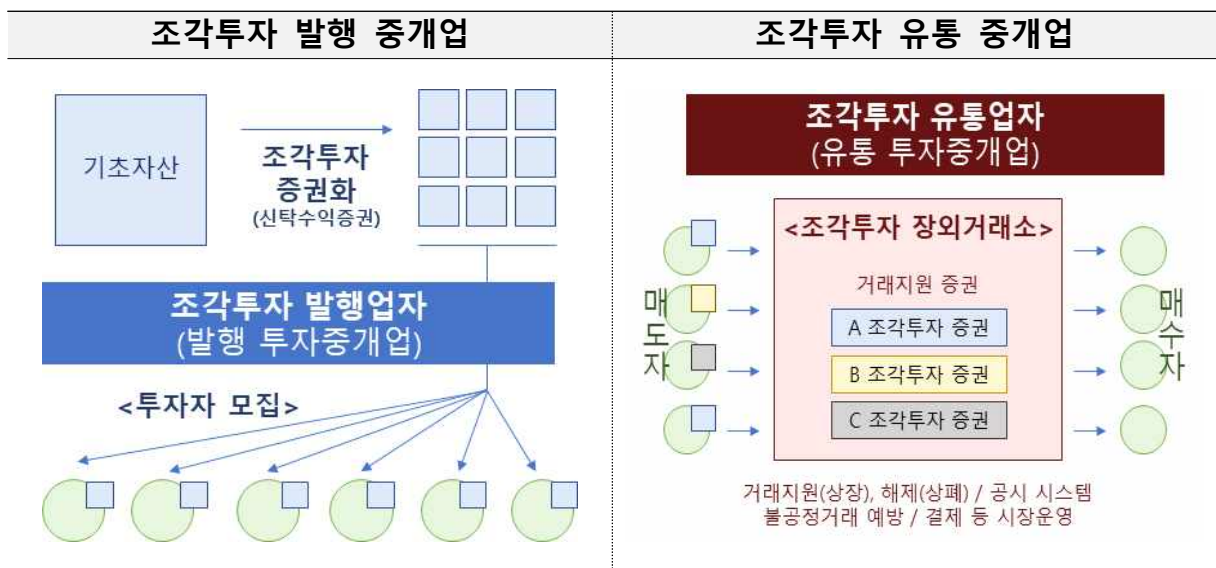 조각투자 발행 중개업
기초자산
조각투자
증권화
(신탁수익증권)
조각투자 발행업자
(발행 투자중개업)
<투자자 모집>
조각투자 유통 중개업
조각투자 유통업자
(유통 투자중개업)
<조각투자 장외거래소>
거래지원 증권
A 조각투자 증권
B 조각투자 증권
C 조각투자 증권
매도자
매수자
거래지원(상장), 해제(상폐) / 공시 시스템
불공정거래 예방 / 결제 등 시장운영